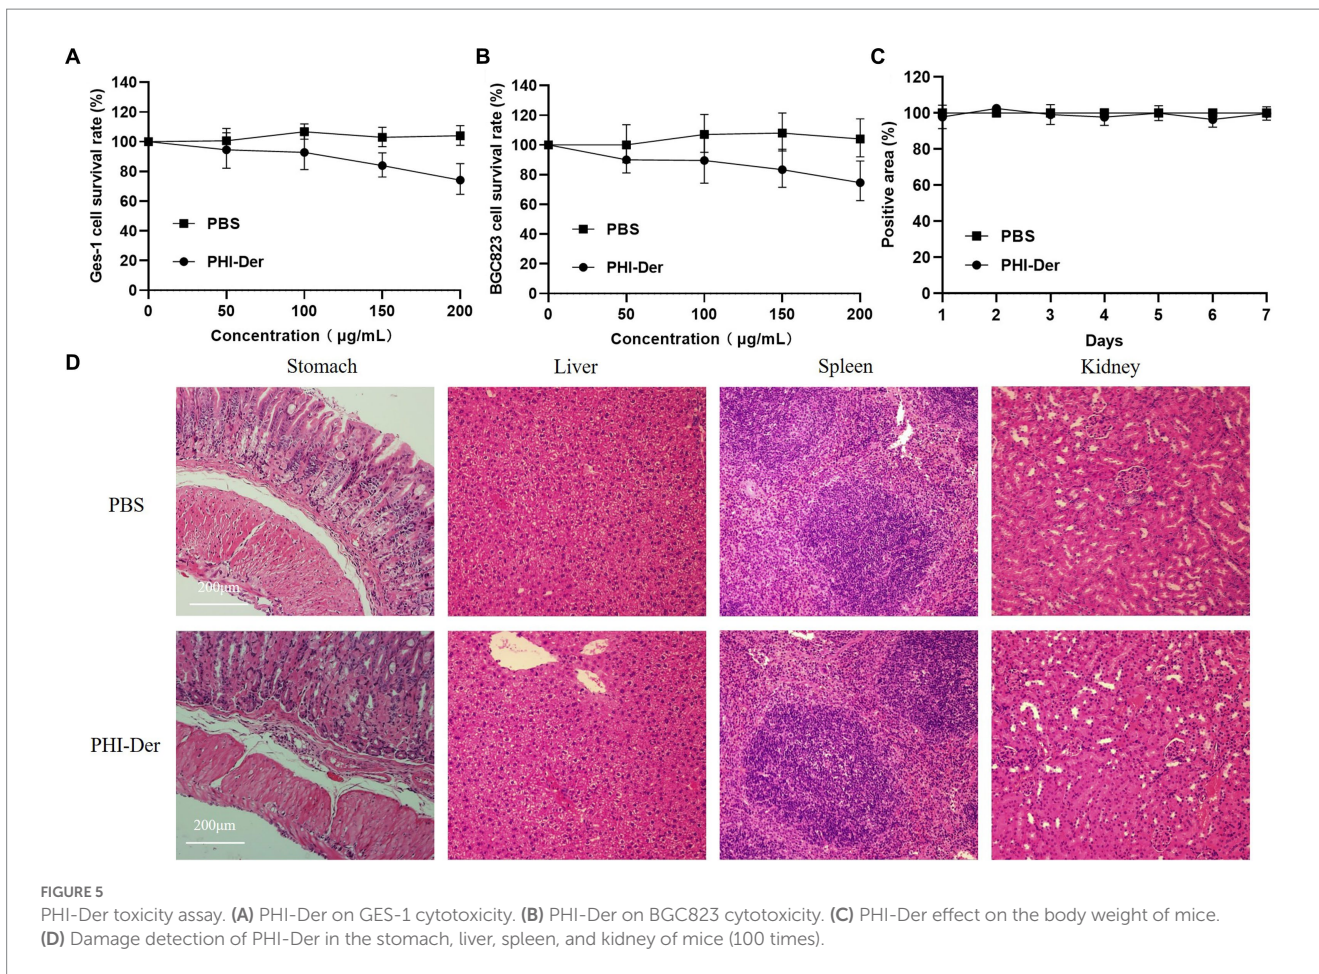 A
Ges-1 cell survival rate (%)
140
120
100
80
60
40
20
0
PBS
PHI-Der
0 50 100 150 200
Concentration（ μg/mL）
B
BGC823 cell survival rate (%)
140
120
100
80
60
40
20
0
PBS
PHI-Der
0 50 100 150 200
Concentration（ μg/mL）
C
Positive area (%)
120
100
80
60
40
20
0
PBS
PHI-Der
1 2 3 4 5 6 7
Days
D
Stomach Liver Spleen Kidney
PBS
200μm
PHI-Der
200μm
FIGURE 5
PHI-Der toxicity assay. (A) PHI-Der on GES-1 cytotoxicity. (B) PHI-Der on BGC823 cytotoxicity. (C) PHI-Der effect on the body weight of mice.
(D) Damage detection of PHI-Der in the stomach, liver, spleen, and kidney of mice (100 times).